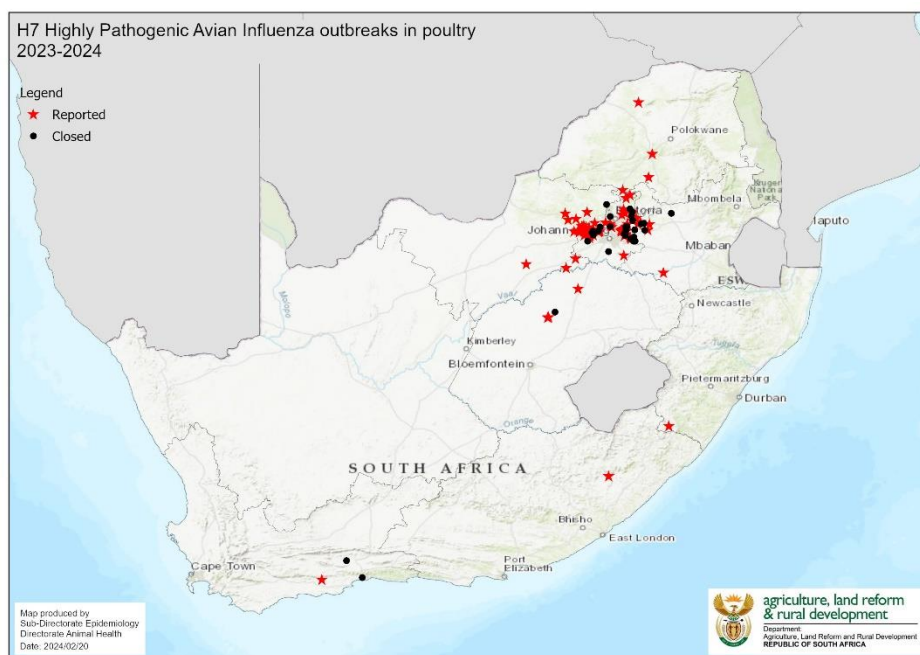 H7 Highly Pathogenic Avian Influenza outbreaks in poultry
2023-2024
Legend
Reported
Closed
Polokwane
Kruger
National
Park
Mbombela
Johann
Maputo
Mbaban
ESW
Vaal
Newcastle
Molopo
Kimberley
Bloemfontein
Tugela
Pietermaritzburg
Durban
Orange
SOUTH AFRICA
Bhisho
East London
Port
Elizabeth
Cape Town
Map produced by
Sub-Directorate Epidemiology
Directorate Animal Health
Date: 2024/02/20
agriculture, land reform
& rural development
Department:
Agriculture, Land Reform and Rural Development
REPUBLIC OF SOUTH AFRICA